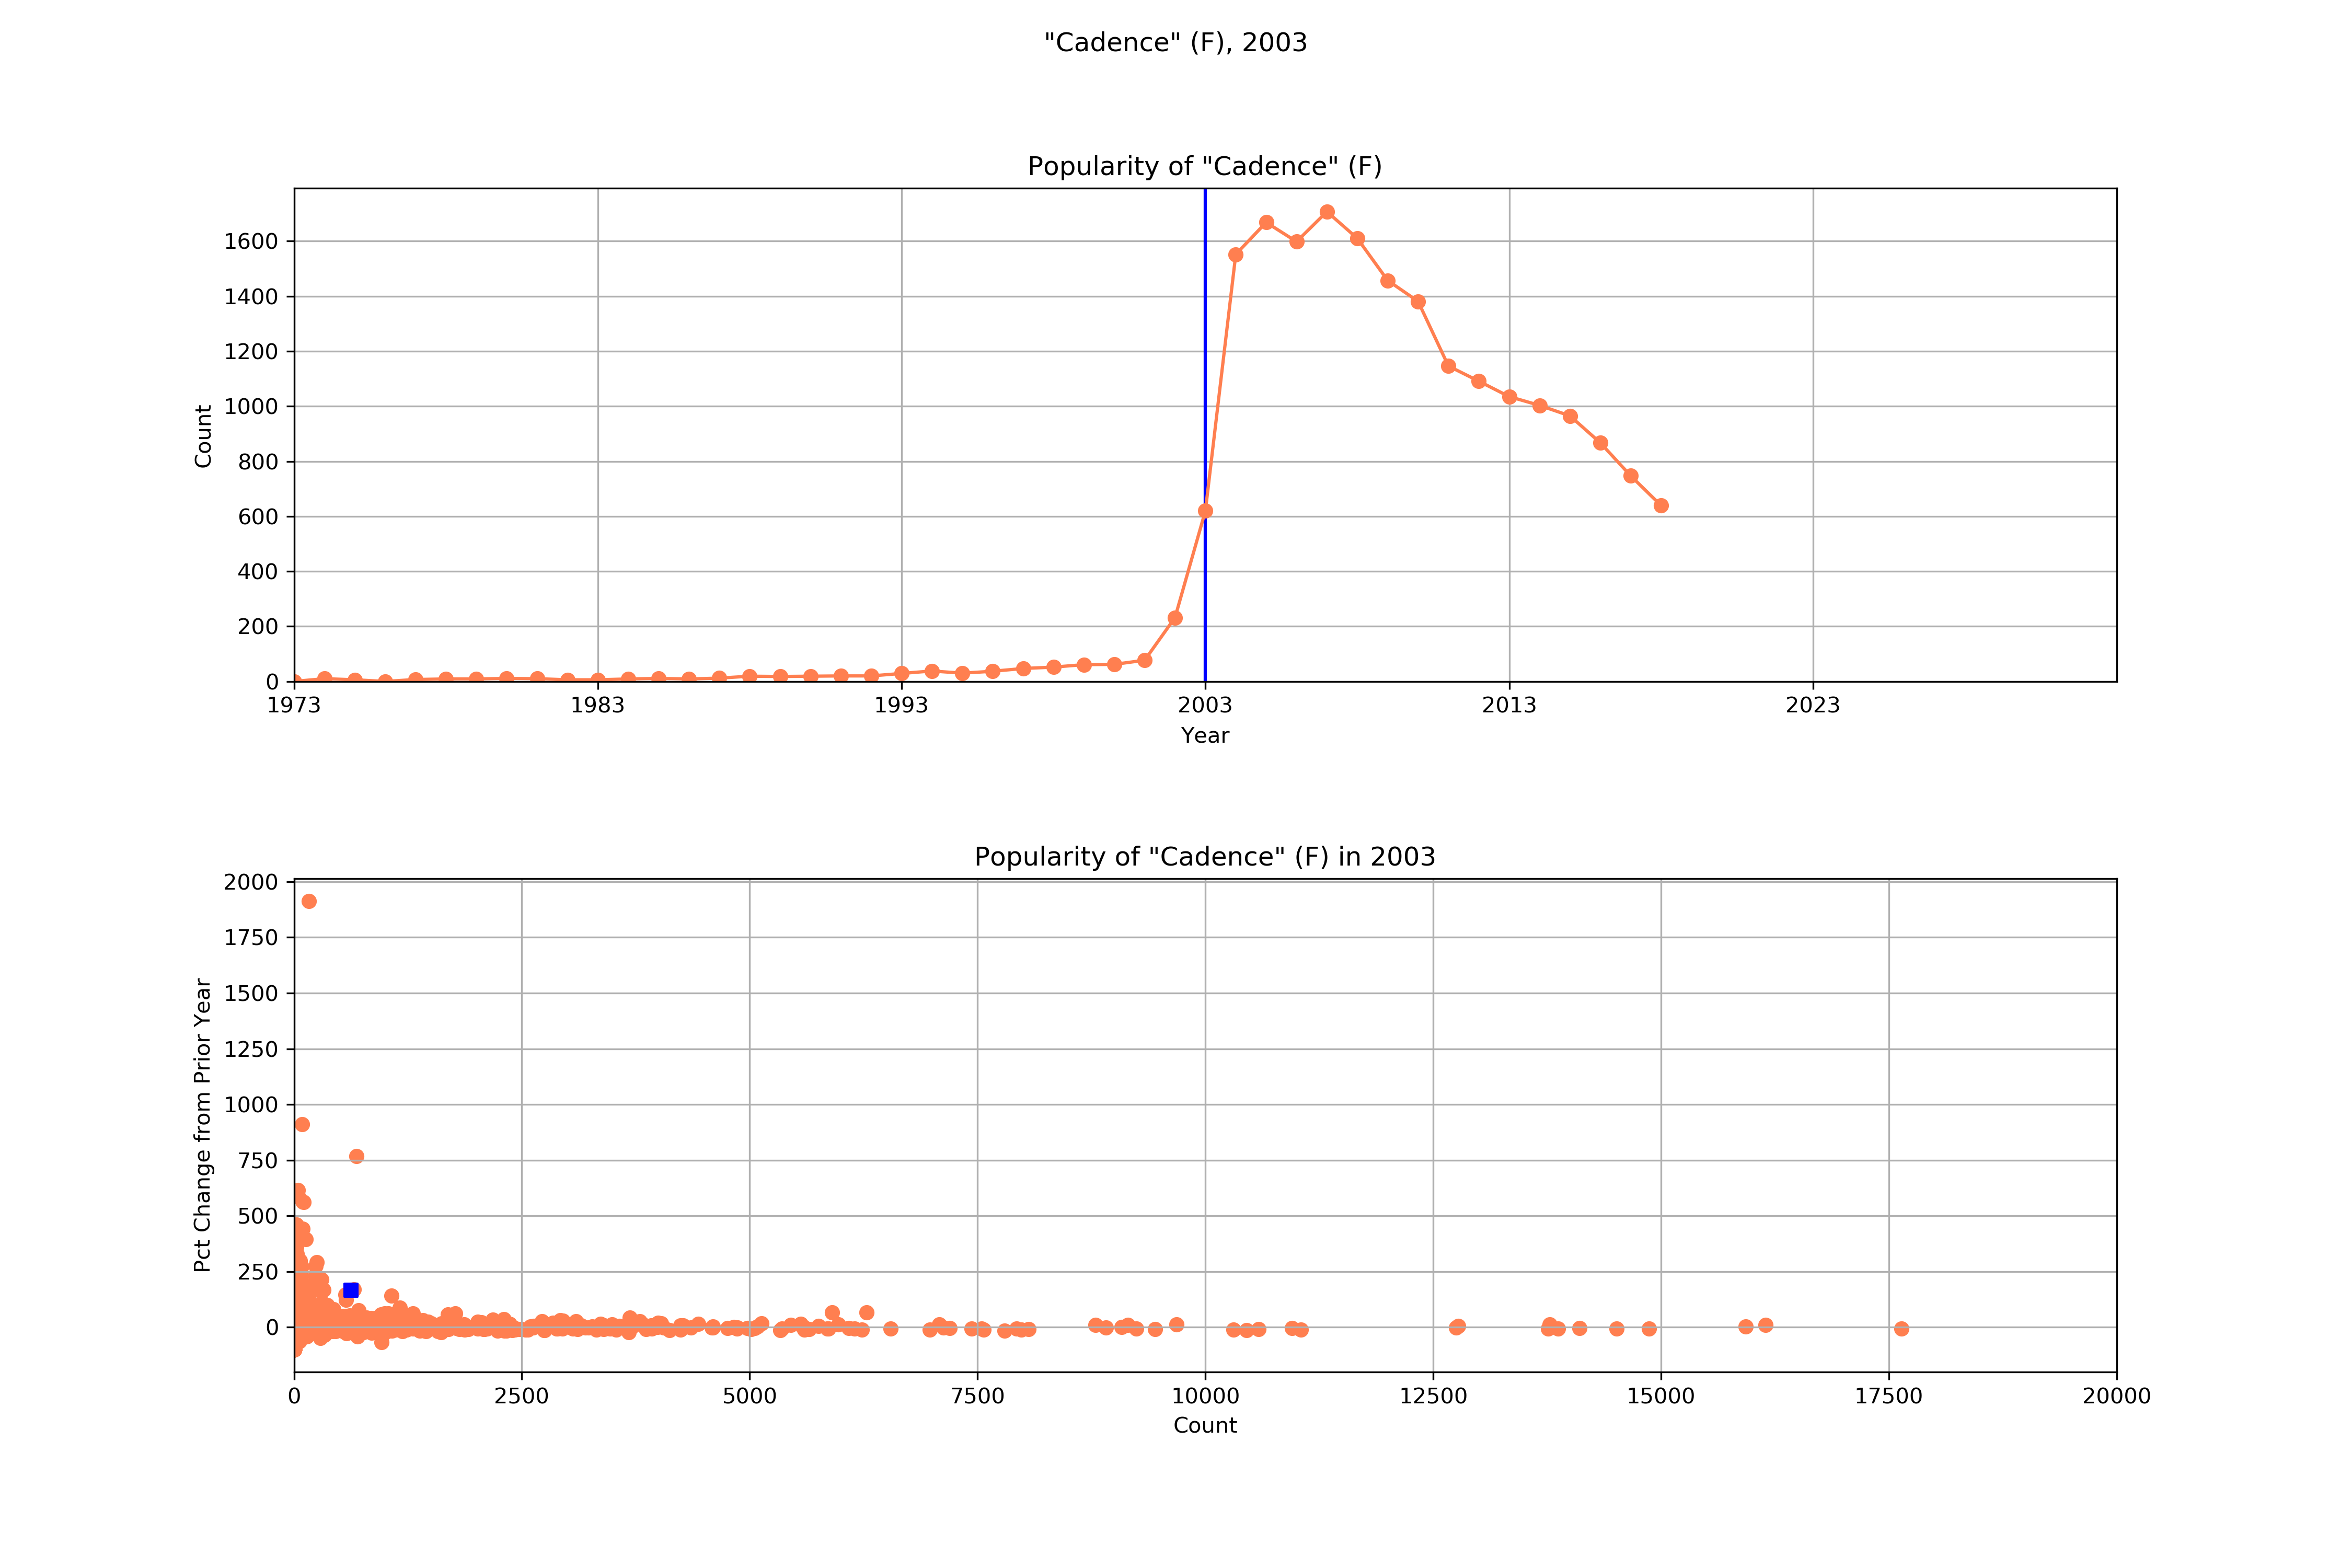 "Cadence" (F), 2003
Popularity of "Cadence" (F)
1600
1400
1200
1000
800
600
400
200
0
Count
1973 1983 1993 2003 2013 2023
Year
Popularity of "Cadence" (F) in 2003
2000
1750
1500
1250
1000
750
500
250
0
Pct Change from Prior Year
0 2500 5000 7500 10000 12500 15000 17500 20000
Count